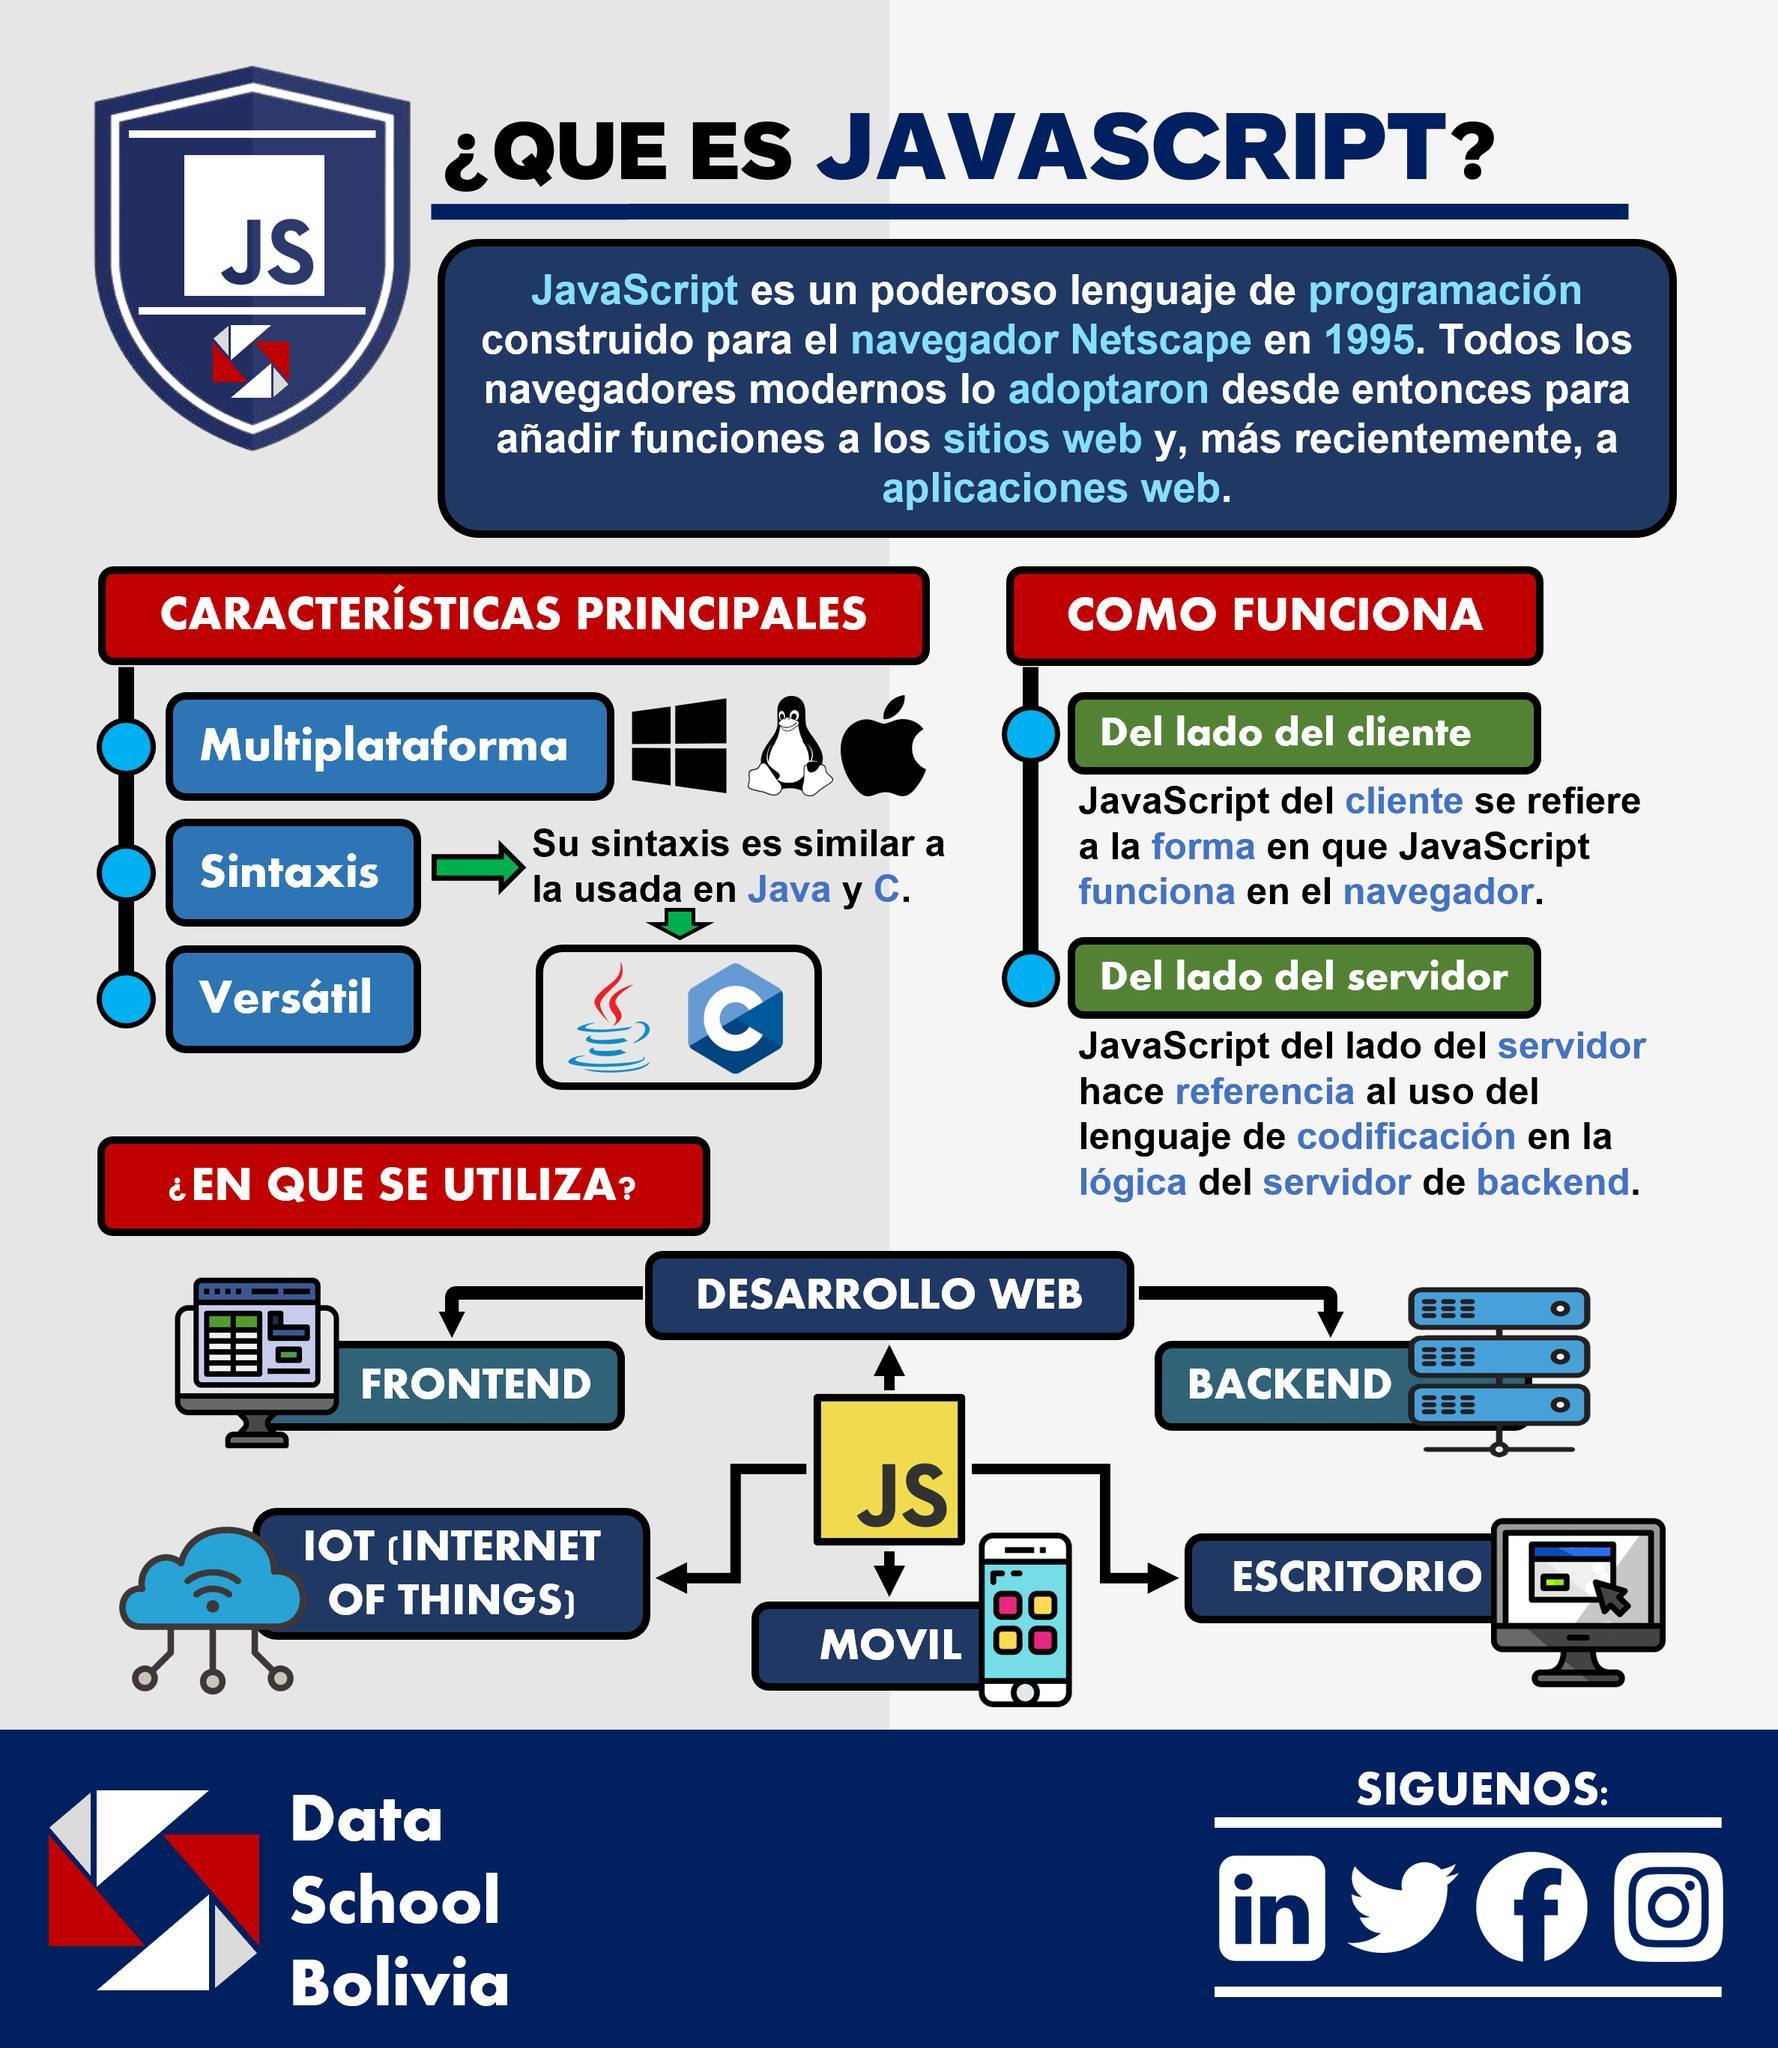 JS
¿QUE ES JAVASCRIPT?
JavaScript es un poderoso lenguaje de programación
construido para el navegador Netscape en 1995. Todos los
navegadores modernos lo adoptaron desde entonces para
añadir funciones a los sitios web y, más recientemente, a
aplicaciones web.
CARACTERÍSTICAS PRINCIPALES
Multiplataforma
Sintaxis
Su sintaxis es similar a
la usada en Java y C.
Versátil
C
COMO FUNCIONA
Del lado del cliente
JavaScript del cliente se refiere
a la forma en que JavaScript
funciona en el navegador.
Del lado del servidor
JavaScript del lado del servidor
hace referencia al uso del
lenguaje de codificación en la
lógica del servidor de backend.
¿EN QUE SE UTILIZA?
DESARROLLO WEB
FRONTEND
BACKEND
JS
IOT (INTERNET
OF THINGS)
MOVIL
ESCRITORIO
Data
School
Bolivia
SIGUENOS:
in
f